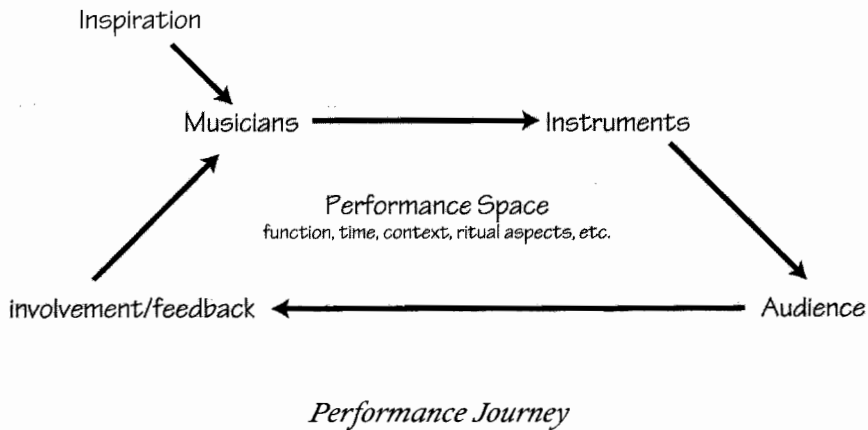 Inspiration
Musicians
Instruments
Performance Space
function, time, context, ritual aspects, etc.
involvement/feedback
Audience
Performance Journey